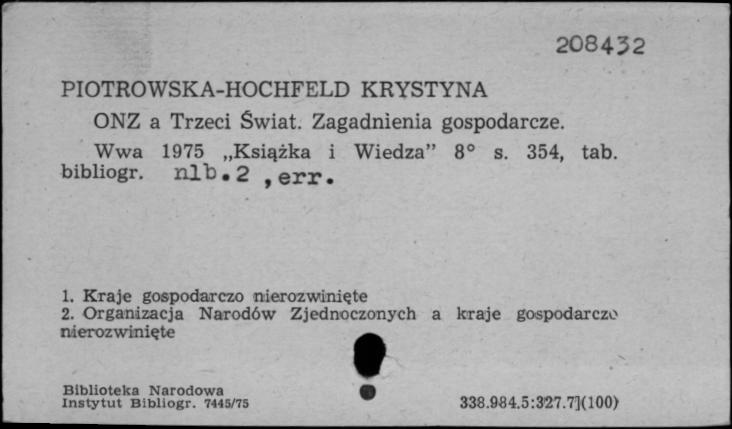 208432
PIOTROWSKA-HOCHFELD KRYSTYNA
ONZ a Trzeci Świat. Zagadnienia gospodarcze.
Wwa 1975 „Książka i Wiedza” 8° s. 354, tab.
bibliogr. nlb.2 ,err.
1. Kraje gospodarczo nierozwinięte
2. Organizacja Narodów Zjednoczonych a kraje gospodarczo
nierozwinięte
Biblioteka Narodowa
Instytut Bibliogr. 7445/75
338.984.5:327.7](100)